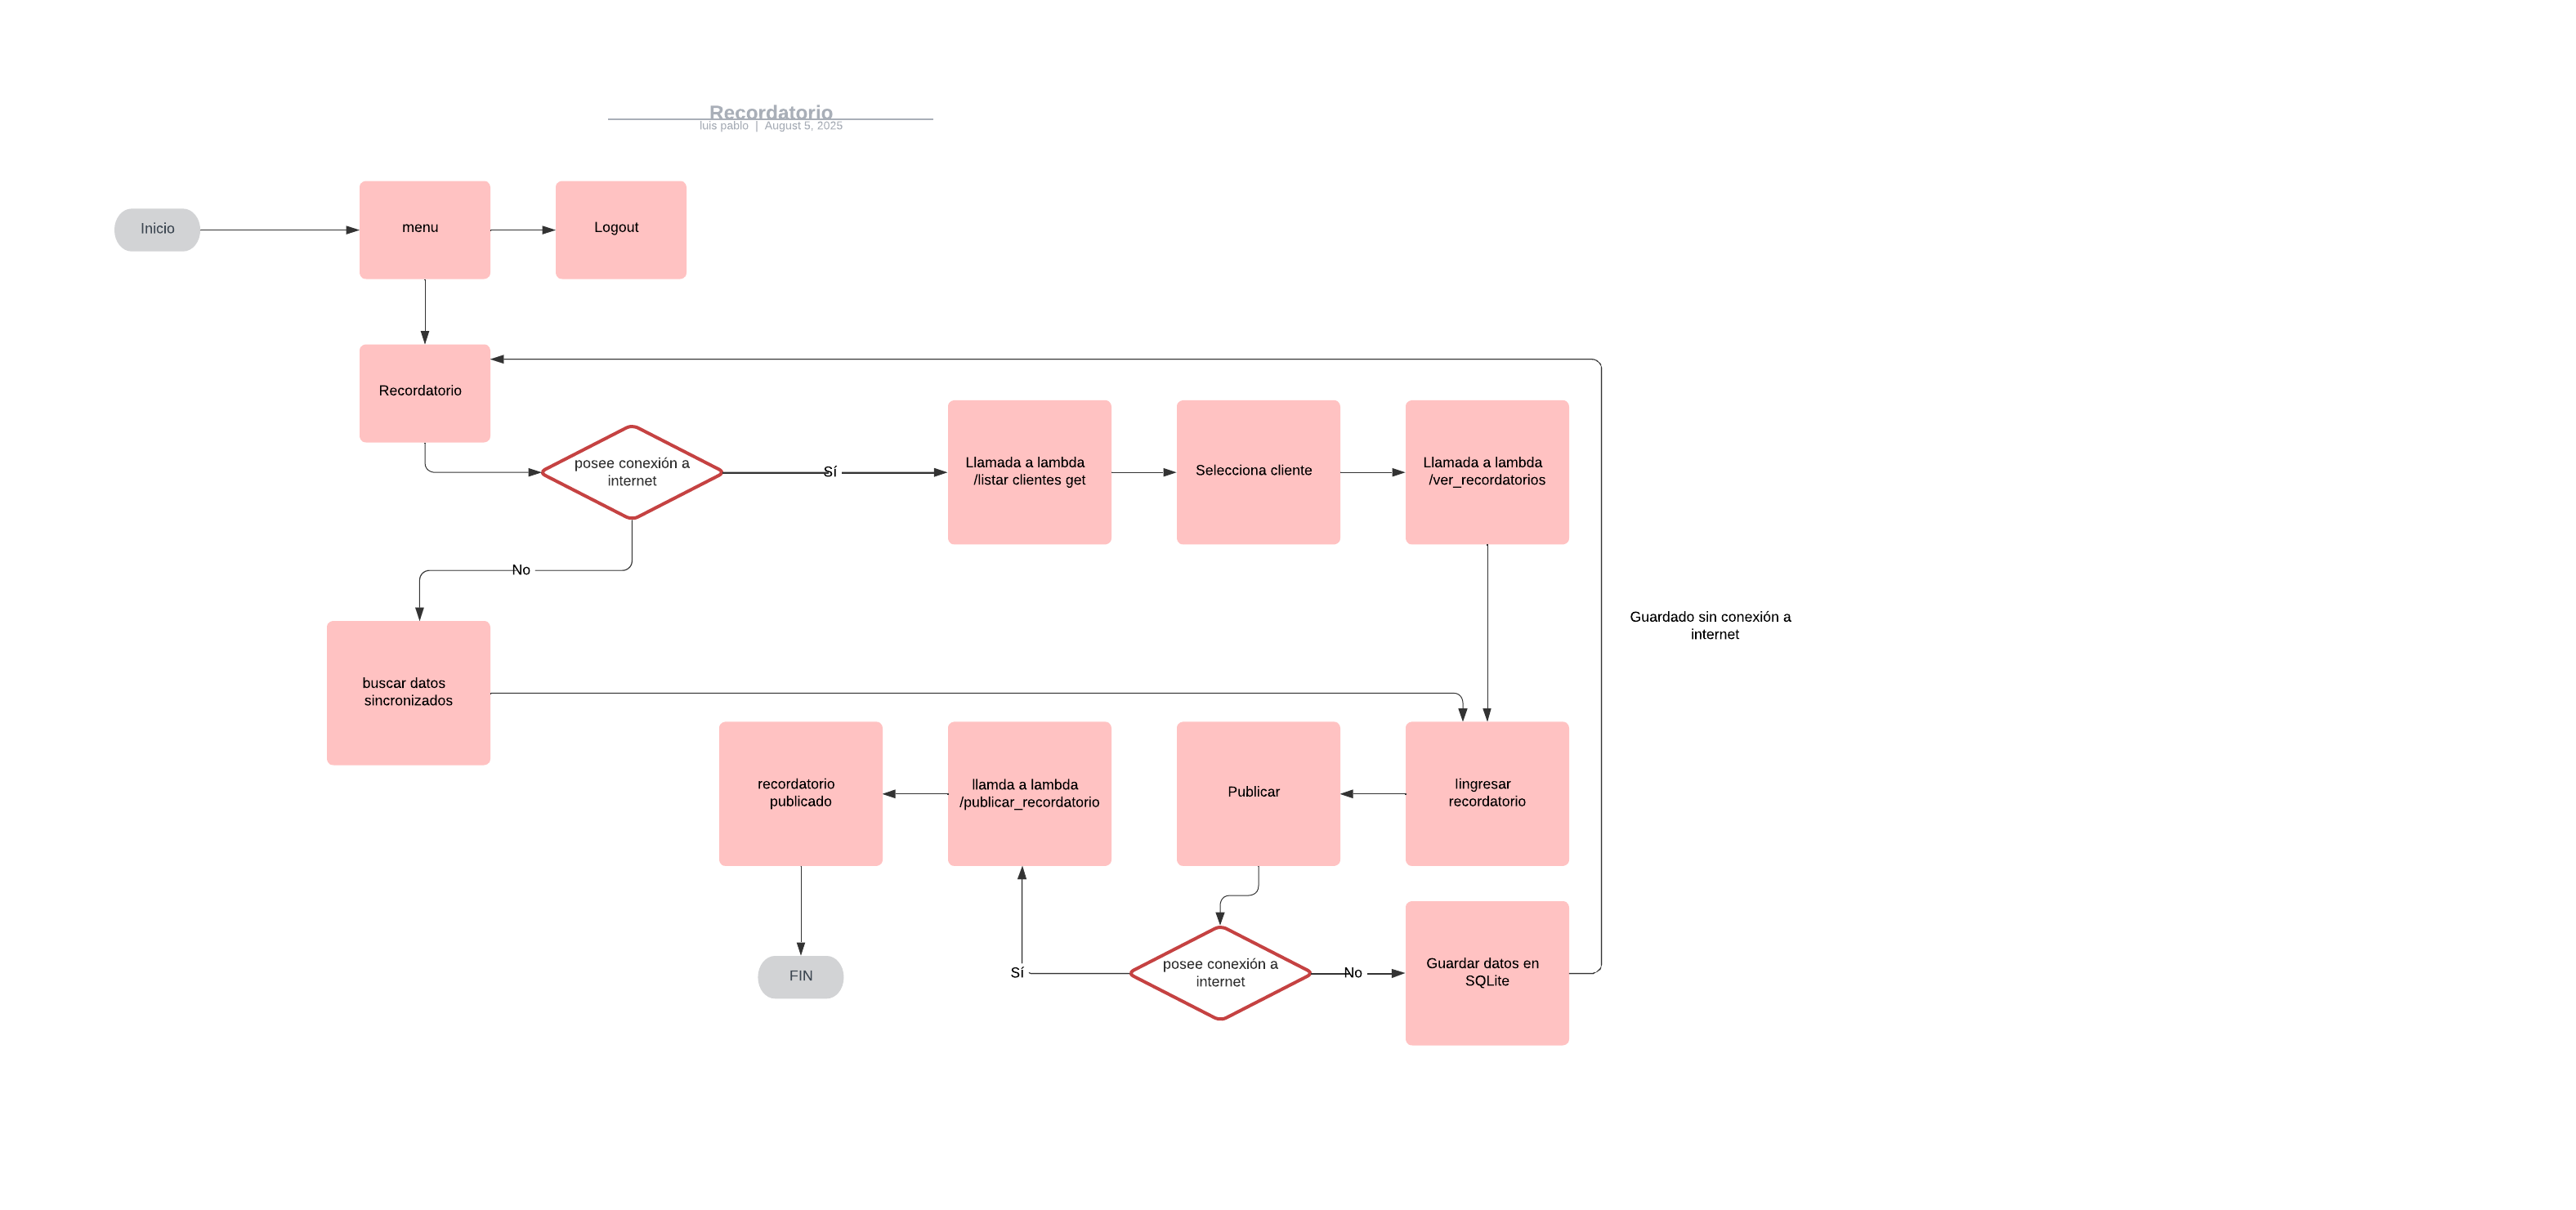 Recordatorio
luis pablo | August 5, 2025
Inicio
menu
Logout
Recordatorio
posee conexión a
internet
Sí
Llamada a lambda
/listar clientes get
Selecciona cliente
Llamada a lambda
/ver_recordatorios
No
Guardado sin conexión a
internet
buscar datos
sincronizados
recordatorio
publicado
llamda a lambda
/publicar_recordatorio
Publicar
Iingresar
recordatorio
FIN
Sí
posee conexión a
internet
No
Guardar datos en
SQLite